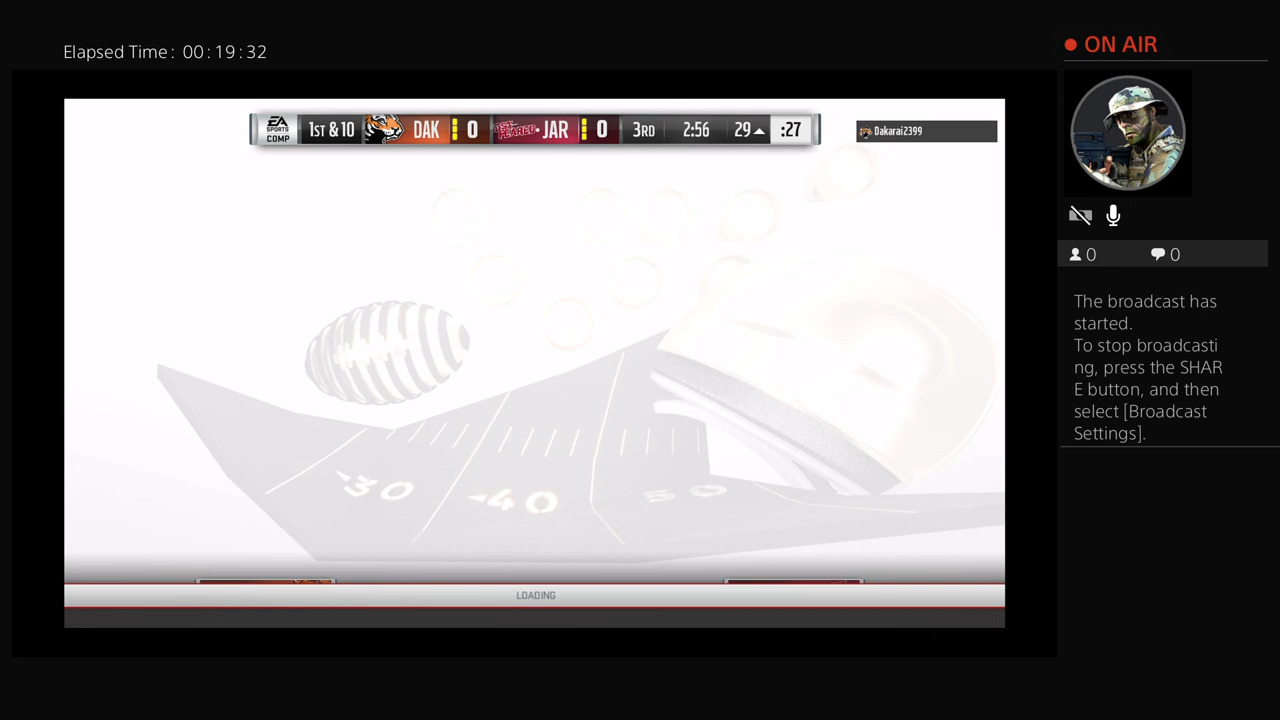 Elapsed Time: 00:19:32
ON AIR
EA SPORTS COMP 1ST & 10 DAK 0 JAR 0 3RD 2:56 29 :27
Dakarai2399
0 0
The broadcast has
started.
To stop broadcasti
ng, press the SHAR
E button, and then
select [Broadcast
Settings].
30 40 50
LOADING